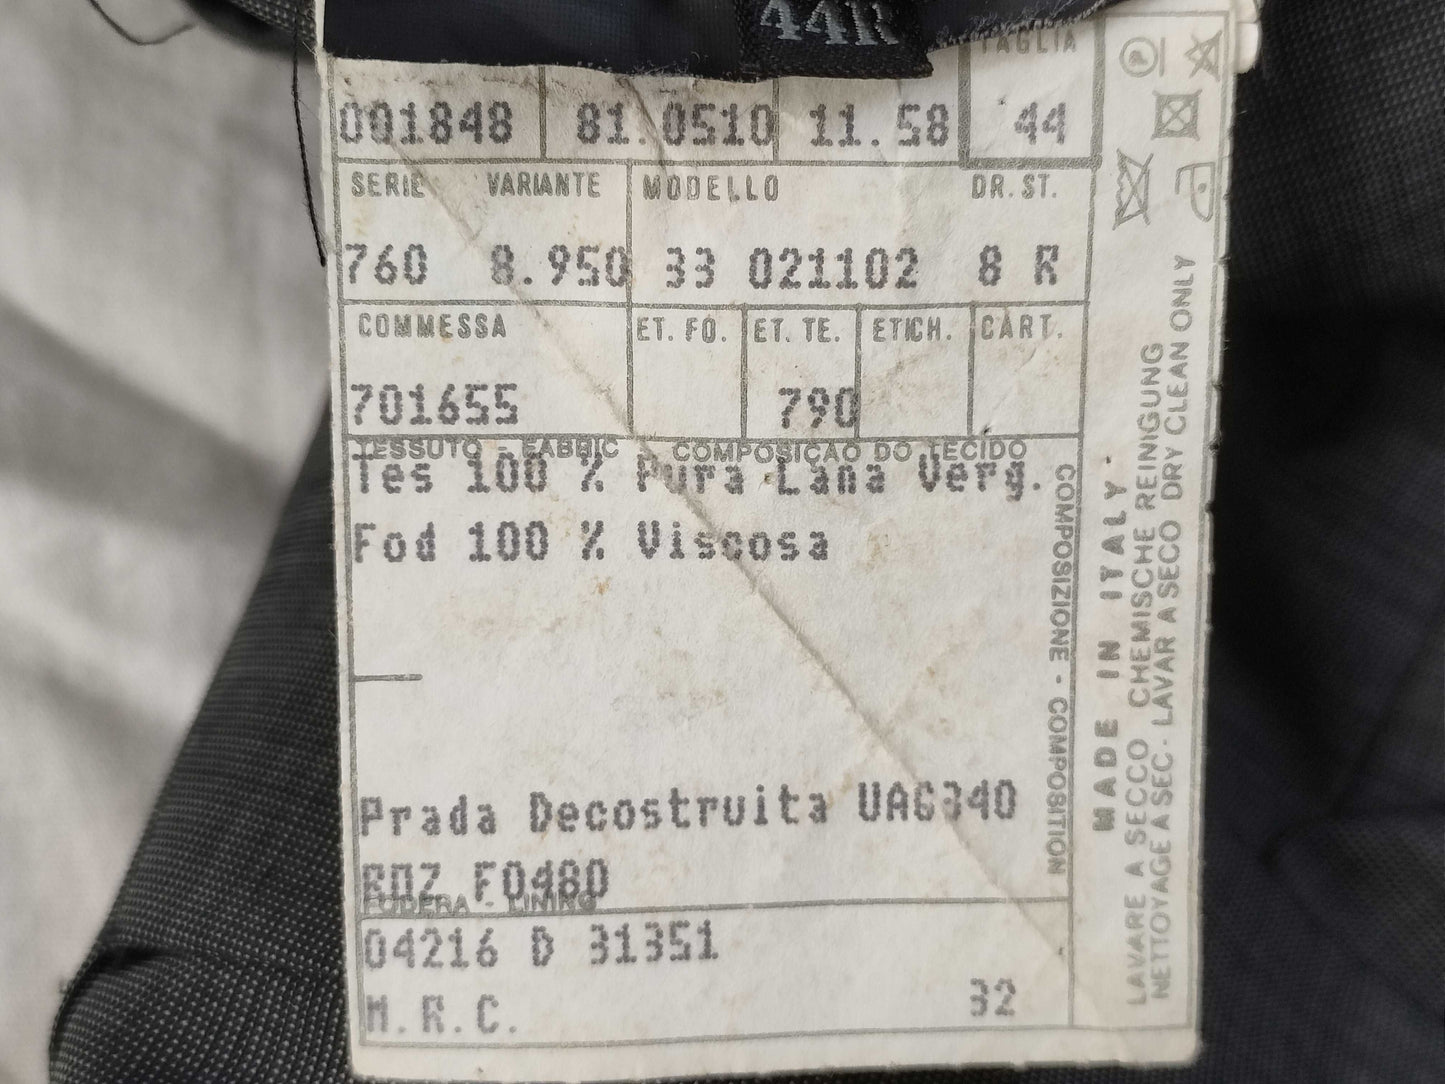 44R
TAGLIA
001848 81.0510 11.58 44
SERIE VARIANTE MODELLO DR.ST.
760 8.950 33 021102 8 R
COMMESSA ET. FO. ET. TE. ETICH. CART.
701655 790
TESSUTO - FABRIC COMPOSIÇAO DO TECIDO
Tes 100 % Pura Lana Verg.
Fod 100 % Viscosa
Prada Decostruita UAG340
F0480
FODERA - LINING
04216 D 31351
M.R.C. 32
COMPOSIZIONE - COMPOSITION
MADE IN ITALY
LAVARE A SECCO CHEMISCHE REINIGUNG
NETTOYAGE A SEC. LAVAR A SECO DRY CLEAN ONLY
P